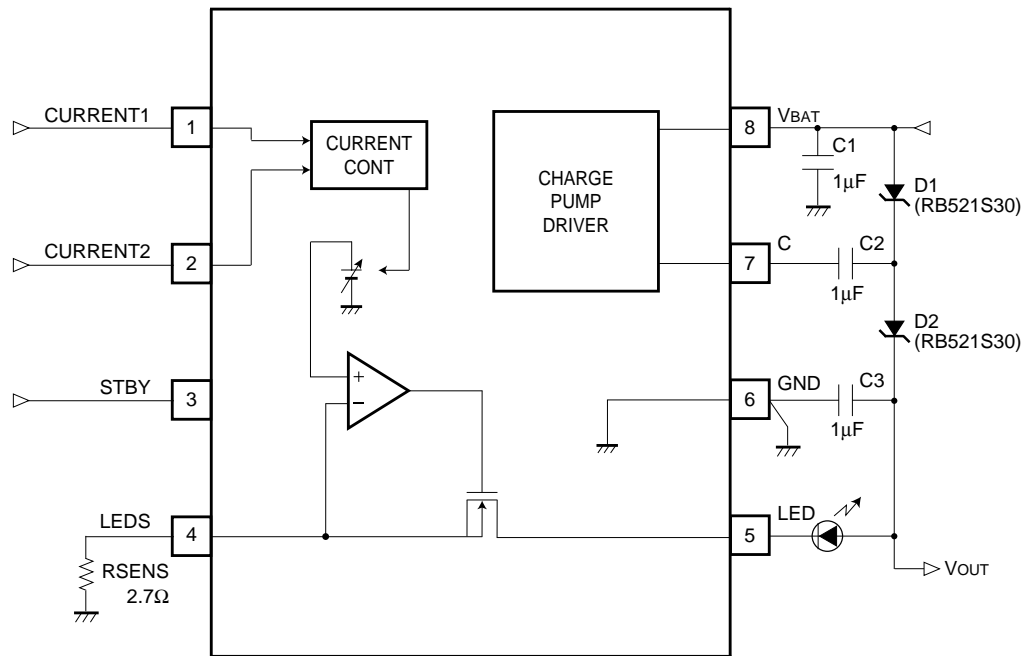 CURRENT1
1
CURRENT
CONT
CURRENT2
2
STBY
3
LEDS
4
RSENS
2.7Ω
+
−
CHARGE
PUMP
DRIVER
8
VBAT
C1
1μF
D1
(RB521S30)
7
C
C2
1μF
D2
(RB521S30)
6
GND
C3
1μF
5
LED
VOUT